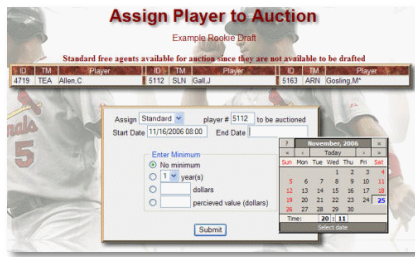 Assign Player to Auction
Example Rookie Draft
Standard free agents available for auction since they are not available to be drafted
ID TM Player ID TM Player ID TM Player
4719 TEA Allen,C 5112 SLN Gall,J 5163 ARN Gosling,M*
Assign Standard player # 5112 to be auctioned
Start Date 11/16/2006 08:00 End Date
Enter Minimum
No minimum
1 year(s)
dollars
percieved value (dollars)
Submit
? November, 2006 ×
« ‹ Today › »
Sun Mon Tue Wed Thu Fri Sat
1 2 3 4
5 6 7 8 9 10 11
12 13 14 15 16 17 18
19 20 21 22 23 24 25
26 27 28 29 30
Time: 20 : 11
Select date